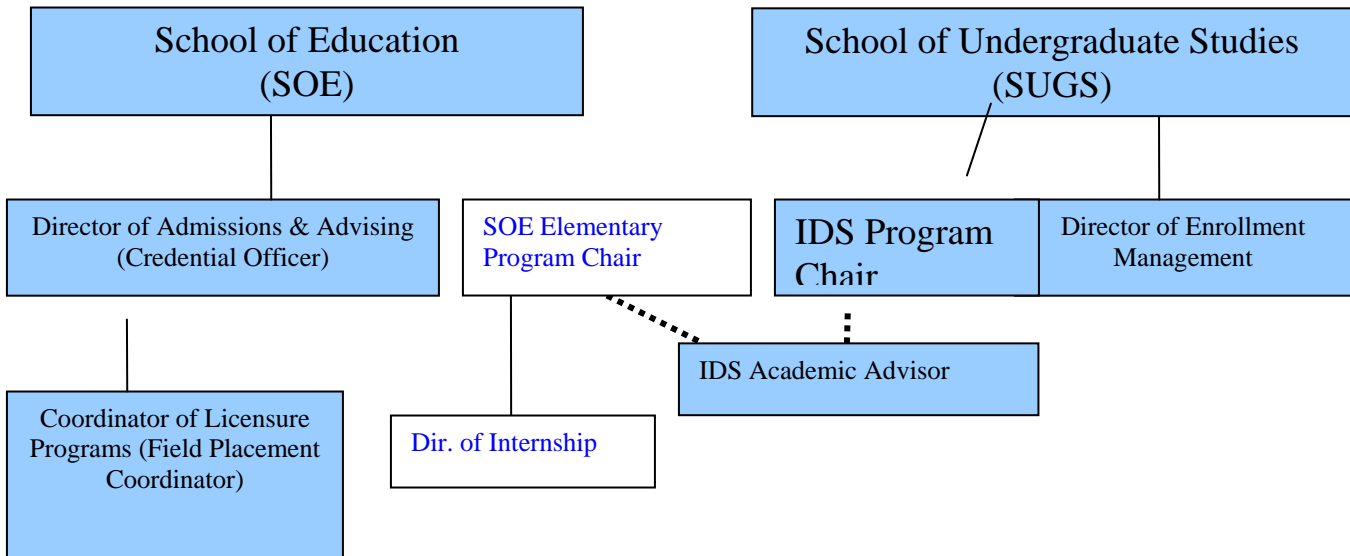 School of Education
(SOE)
School of Undergraduate Studies
(SUGS)
Director of Admissions & Advising
(Credential Officer)
SOE Elementary
Program Chair
IDS Program
Chair
Director of Enrollment
Management
IDS Academic Advisor
Coordinator of Licensure
Programs (Field Placement
Coordinator)
Dir. of Internship